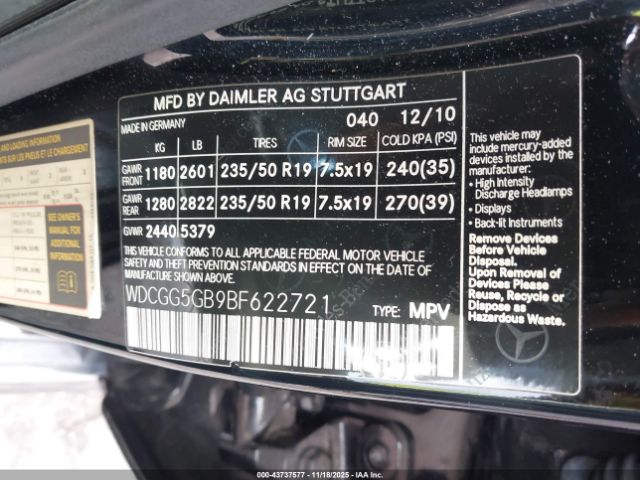 MFD BY DAIMLER AG STUTTGART
MADE IN GERMANY 040 12/10
KG LB TIRES RIM SIZE COLD KPA (PSI)
GAWR FRONT 1180 2601 235/50 R19 7.5x19 240(35)
GAWR REAR 1280 2822 235/50 R19 7.5x19 270(39)
GVWR 2440 5379
THIS VEHICLE CONFORMS TO ALL APPLICABLE FEDERAL MOTOR VEHICLE
SAFETY, BUMPER, AND THEFT PREVENTION STANDARDS IN EFFECT
ON THE DATE OF MANUFACTURE SHOWN ABOVE.
WDCGG5GB9BF622721 TYPE: MPV
This vehicle may include
mercury-added
devices installed by the
manufacturer:
• High Intensity
Discharge Headlamps
• Displays
• Back-lit Instruments
Remove Devices
Before Vehicle
Disposal.
Upon Removal of
Devices Please
Reuse, Recycle or
Dispose as
Hazardous Waste.
SEE OWNER'S
MANUAL FOR
ADDITIONAL
INFORMATION
000-43737577 — 11/18/2025 — IAAI.COM